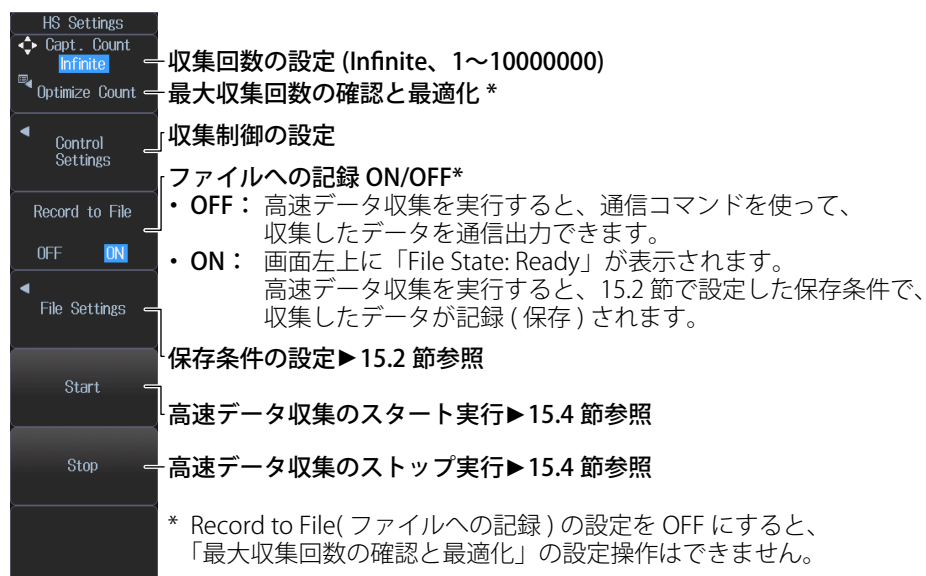 HS Settings
Capt. Count
Infinite
Optimize Count
Control
Settings
Record to File
OFF ON
File Settings
Start
Stop
収集回数の設定 (Infinite、1～10000000)
最大収集回数の確認と最適化 *
収集制御の設定
ファイルへの記録 ON/OFF*
・ OFF： 高速データ収集を実行すると、通信コマンドを使って、
収集したデータを通信出力できます。
・ ON： 画面左上に「File State: Ready」が表示されます。
高速データ収集を実行すると、15.2 節で設定した保存条件で、
収集したデータが記録 ( 保存 ) されます。
保存条件の設定▶15.2 節参照
高速データ収集のスタート実行▶15.4 節参照
高速データ収集のストップ実行▶15.4 節参照
* Record to File( ファイルへの記録 ) の設定を OFF にすると、
「最大収集回数の確認と最適化」の設定操作はできません。